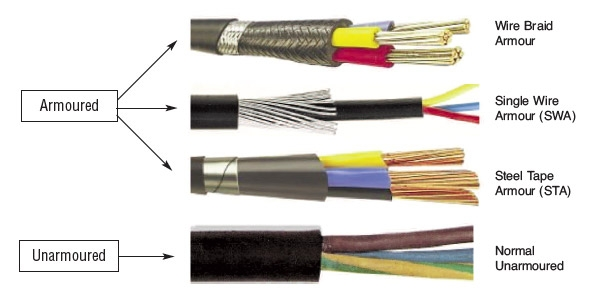 Wire Braid
Armour
Armoured
Single Wire
Armour (SWA)
Steel Tape
Armour (STA)
Unarmoured
Normal
Unarmoured